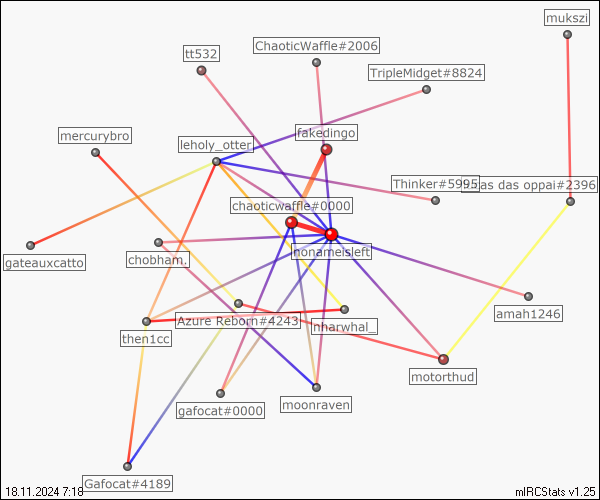 mukszi
ChaoticWaffle#2006
tt532
TripleMidget#8824
mercurybro
fakedingo
leholy_otter
Thinker#5995
das oppai#2396
chaoticwaffle#0000
nonameisleft
gateauxcatto
chobham.
amah1246
Azure Reborn#4243
nharwhal_
then1cc
motorthud
gafocat#0000
moonraven
Gafocat#4189
18.11.2024 7:18
mIRCStats v1.25